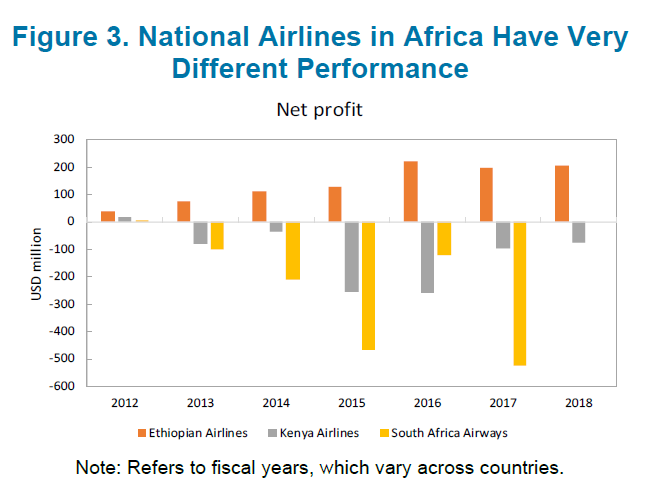 Figure 3. National Airlines in Africa Have Very
Different Performance
Net profit
300
200
100
0
-100
-200
-300
-400
-500
-600
USD million
2012 2013 2014 2015 2016 2017 2018
Ethiopian Airlines Kenya Airlines South Africa Airways
Note: Refers to fiscal years, which vary across countries.